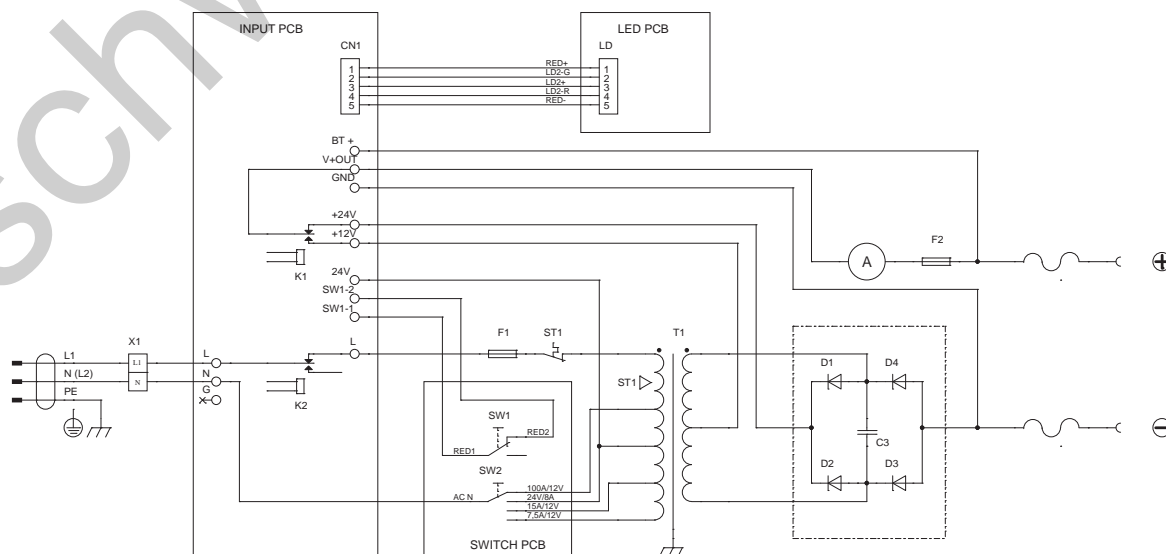 schw
INPUT PCB
LED PCB
CN1
LD
1
2
3
4
5
RED+
LD2-G
LD2+
LD2-R
RED-
1
2
3
4
5
BT +
V+OUT
GND
+24V
+12V
K1
A
F2
24V
SW1-2
SW1-1
X1
L1
N (L2)
PE
L1
N
L
N
G
K2
L
F1
ST1
T1
ST1
D1
D4
C3
D2
D3
SW1
RED2
RED1
SW2
AC N
100A/12V
24V/8A
15A/12V
7,5A/12V
SWITCH PCB